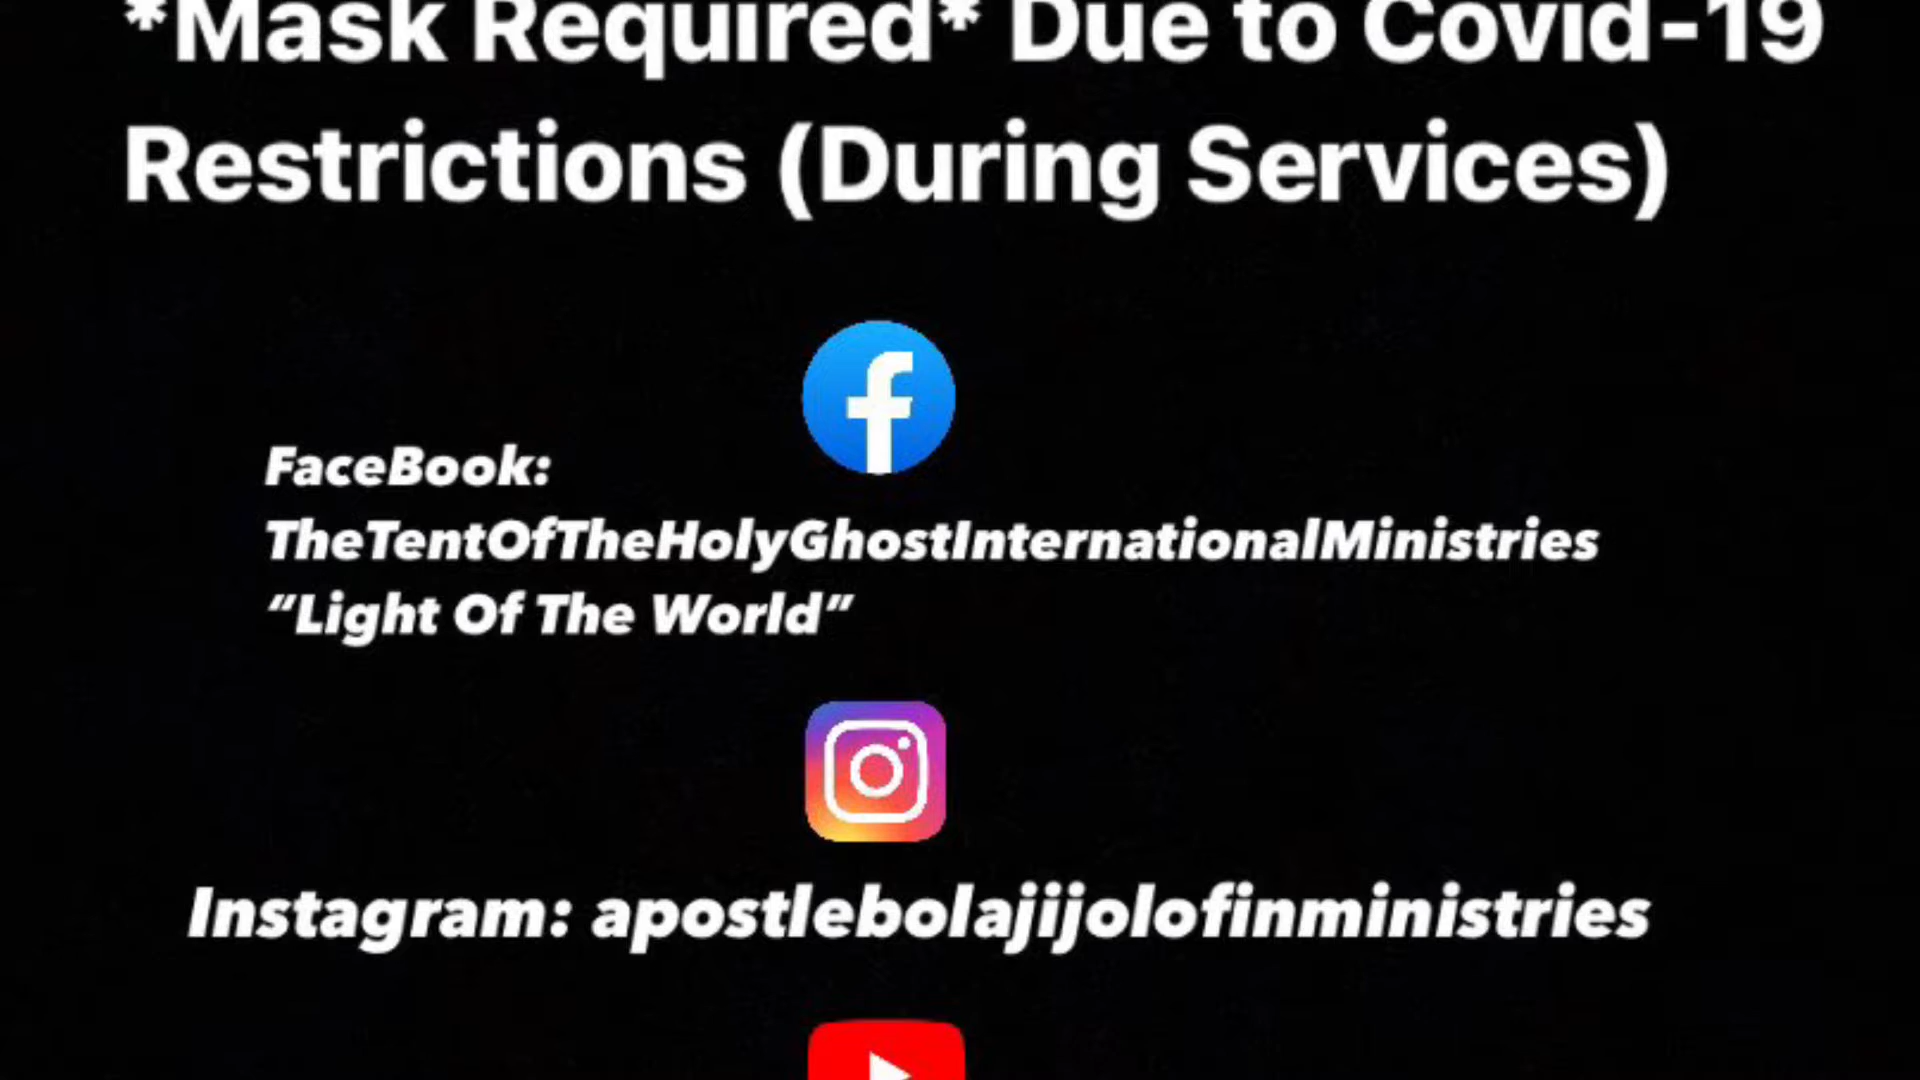 *Mask Required* Due to Covid-19
Restrictions (During Services)
FaceBook:
TheTentOfTheHolyGhostInternationalMinistries
“Light Of The World”
Instagram: apostlebolajijolofinministries